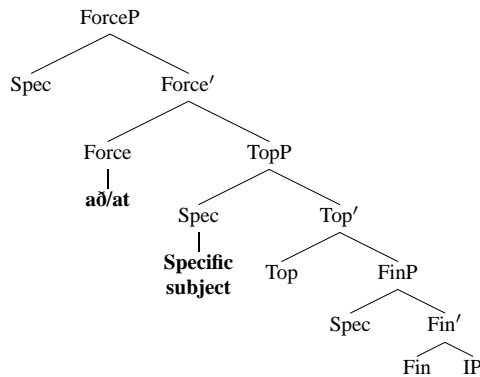 ForceP
Spec Force′
Force TopP
að/at Spec Top′
Specific
subject
Top FinP
Spec Fin′
Fin IP